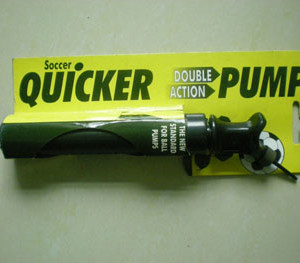 Soccer
QUICKER
DOUBLE
ACTION
PUMP
THE NEW
STANDARD
FOR BALL
PUMPS